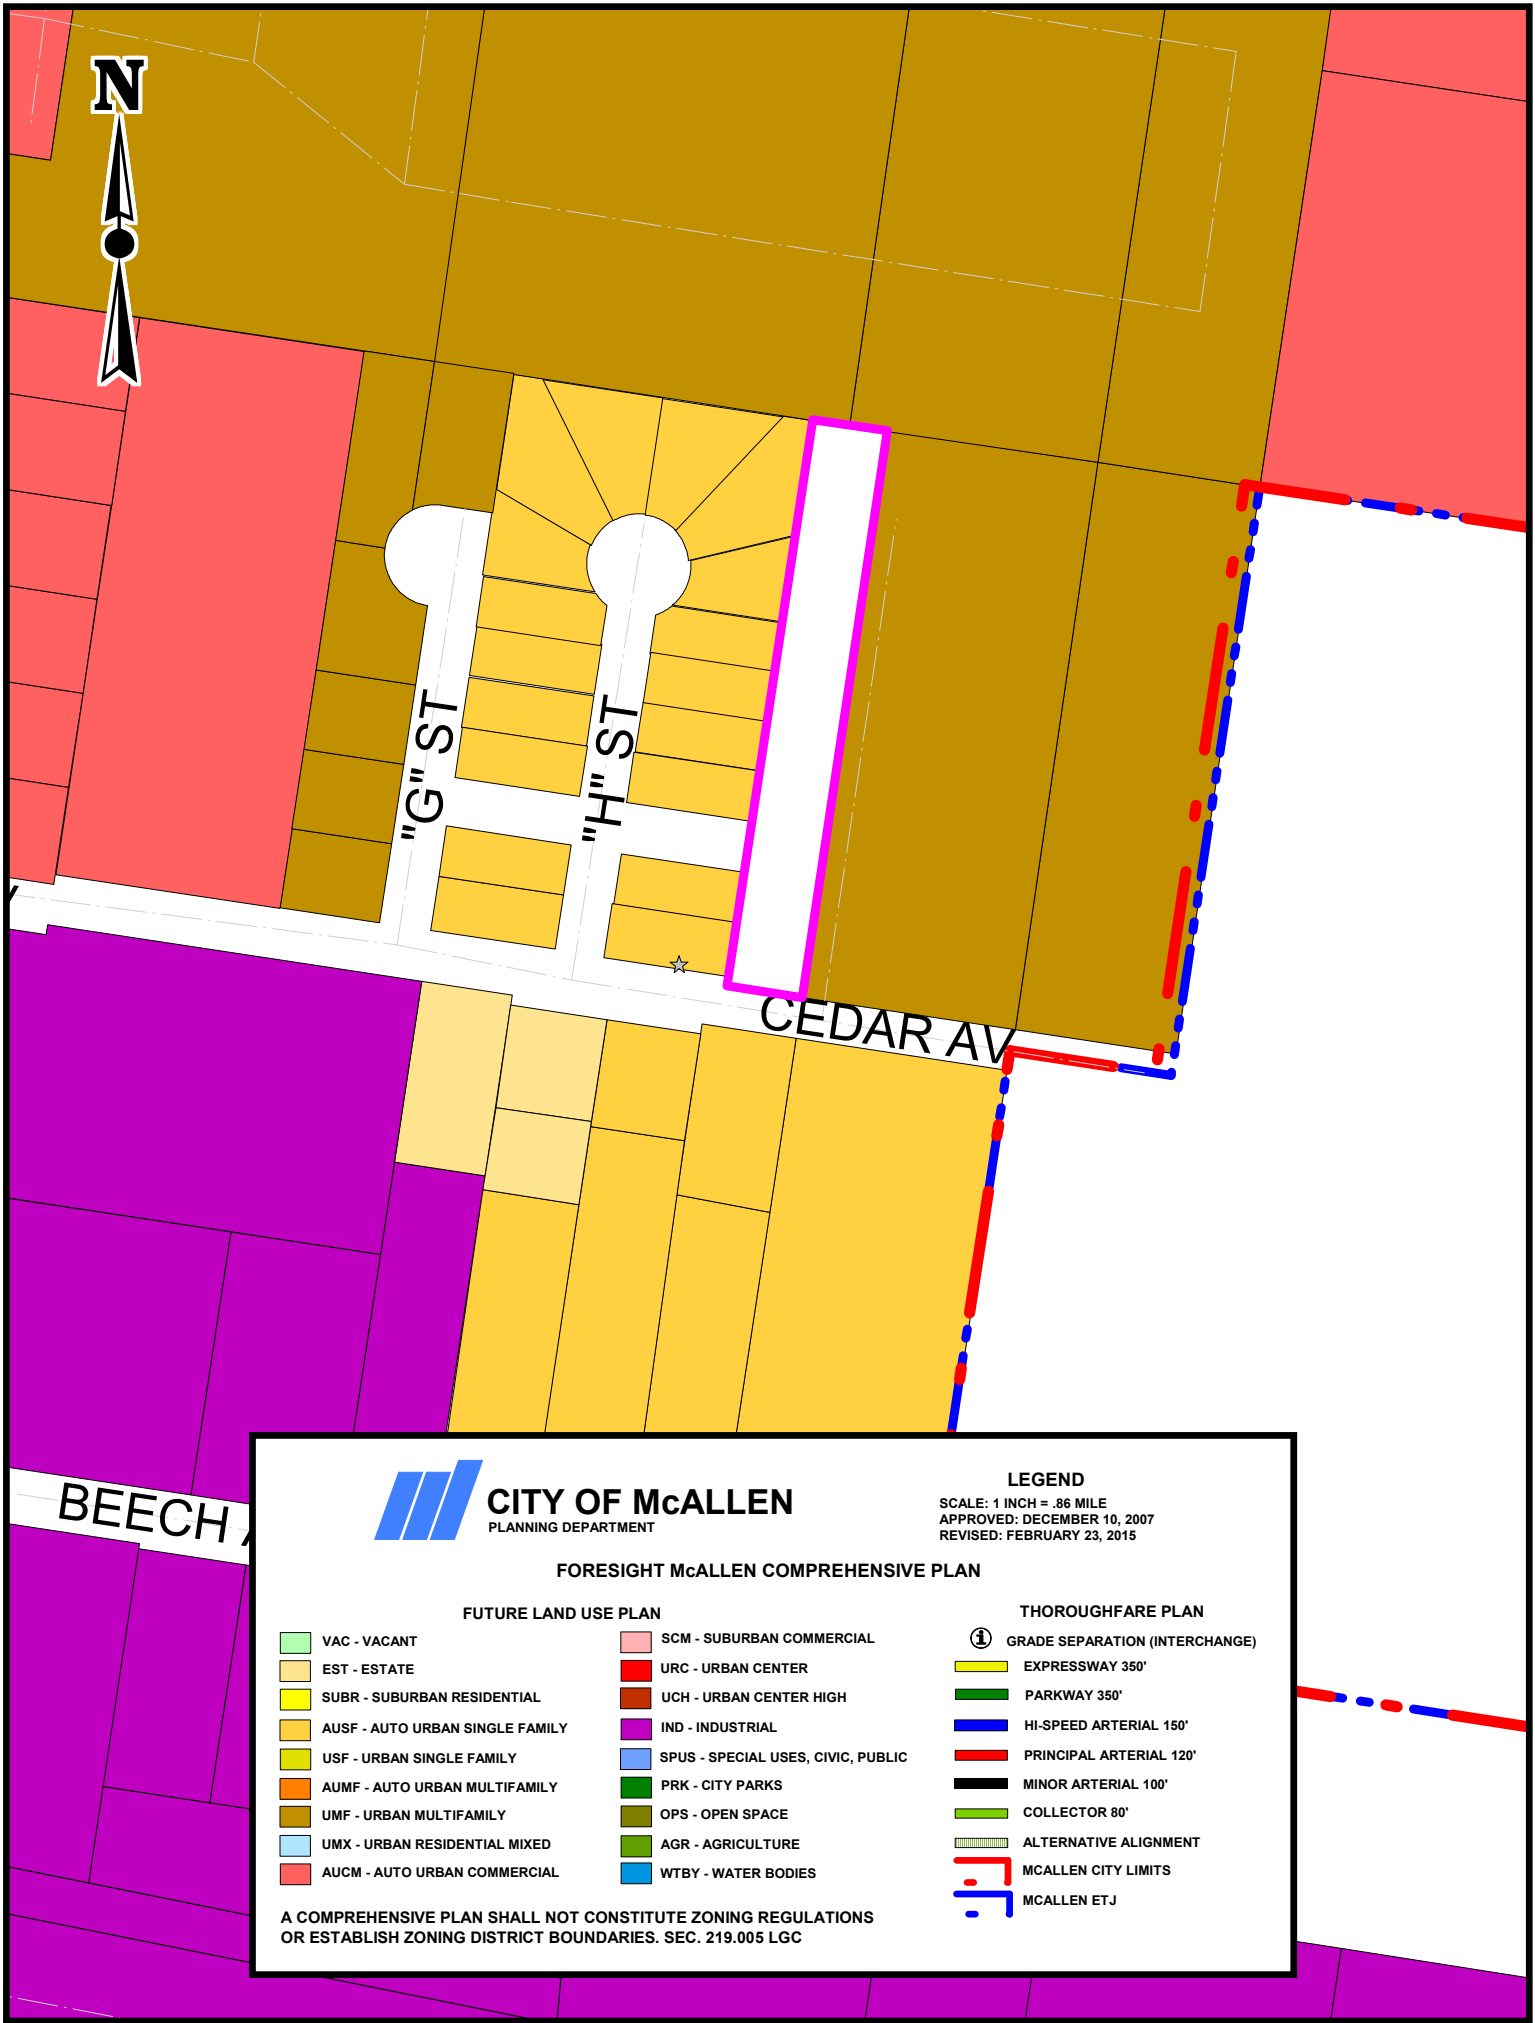 N
"G" ST
"H" ST
CEDAR AV
BEECH
CITY OF McALLEN
PLANNING DEPARTMENT
LEGEND
SCALE: 1 INCH = .86 MILE
APPROVED: DECEMBER 10, 2007
REVISED: FEBRUARY 23, 2015
FORESIGHT McALLEN COMPREHENSIVE PLAN
FUTURE LAND USE PLAN
VAC - VACANT
EST - ESTATE
SUBR - SUBURBAN RESIDENTIAL
AUSF - AUTO URBAN SINGLE FAMILY
USF - URBAN SINGLE FAMILY
AUMF - AUTO URBAN MULTIFAMILY
UMF - URBAN MULTIFAMILY
UMX - URBAN RESIDENTIAL MIXED
AUCM - AUTO URBAN COMMERCIAL
SCM - SUBURBAN COMMERCIAL
URC - URBAN CENTER
UCH - URBAN CENTER HIGH
IND - INDUSTRIAL
SPUS - SPECIAL USES, CIVIC, PUBLIC
PRK - CITY PARKS
OPS - OPEN SPACE
AGR - AGRICULTURE
WTBY - WATER BODIES
THOROUGHFARE PLAN
GRADE SEPARATION (INTERCHANGE)
EXPRESSWAY 350'
PARKWAY 350'
HI-SPEED ARTERIAL 150'
PRINCIPAL ARTERIAL 120'
MINOR ARTERIAL 100'
COLLECTOR 80'
ALTERNATIVE ALIGNMENT
MCALLEN CITY LIMITS
MCALLEN ETJ
A COMPREHENSIVE PLAN SHALL NOT CONSTITUTE ZONING REGULATIONS
OR ESTABLISH ZONING DISTRICT BOUNDARIES. SEC. 219.005 LGC